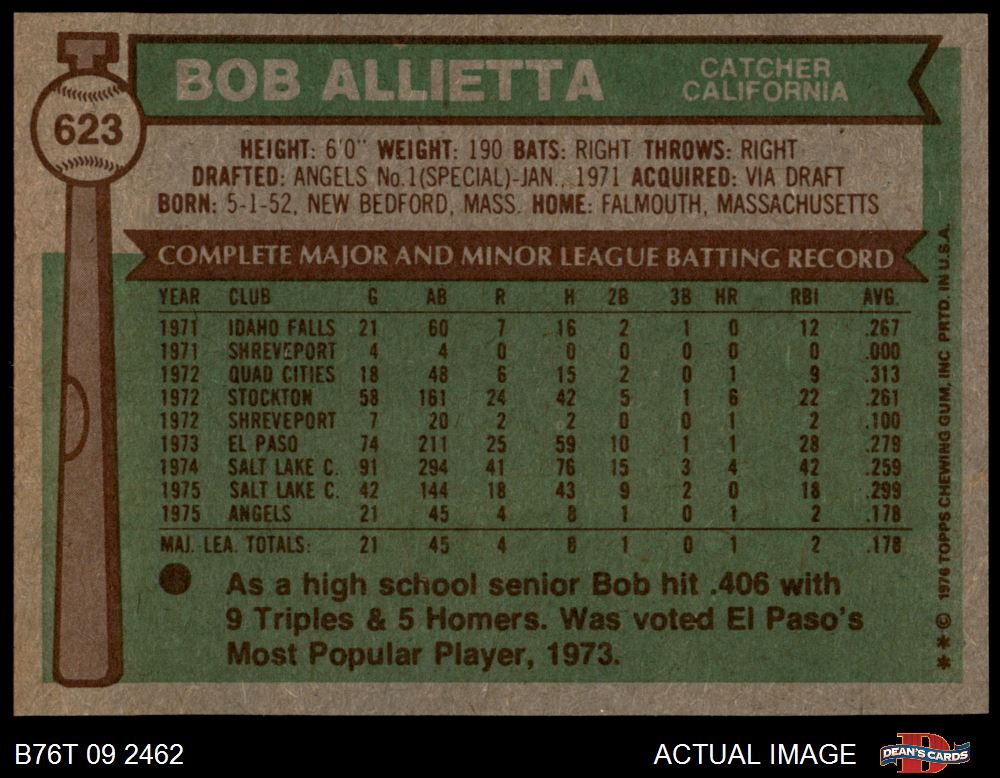 BOB ALLIETTA
CATCHER
CALIFORNIA
623
HEIGHT: 6'0" WEIGHT: 190 BATS: RIGHT THROWS: RIGHT
DRAFTED: ANGELS No.1(SPECIAL)-JAN., 1971 ACQUIRED: VIA DRAFT
BORN: 5-1-52, NEW BEDFORD, MASS. HOME: FALMOUTH, MASSACHUSETTS
COMPLETE MAJOR AND MINOR LEAGUE BATTING RECORD
YEAR CLUB G AB R H 2B 3B HR RBI AVG.
1971 IDAHO FALLS 21 60 7 16 2 1 0 12 .267
1971 SHREVEPORT 4 4 0 0 0 0 0 0 .000
1972 QUAD CITIES 18 48 6 15 2 0 1 9 .313
1972 STOCKTON 58 161 24 42 5 1 6 22 .261
1972 SHREVEPORT 7 20 2 2 0 0 1 2 .100
1973 EL PASO 74 211 25 59 10 1 1 28 .279
1974 SALT LAKE C. 91 294 41 76 15 3 4 42 .259
1975 SALT LAKE C. 42 144 18 43 9 2 0 18 .299
1975 ANGELS 21 45 4 8 1 0 1 2 .178
MAJ. LEA. TOTALS: 21 45 4 8 1 0 1 2 .178
As a high school senior Bob hit .406 with
9 Triples & 5 Homers. Was voted El Paso's
Most Popular Player, 1973.
** © 1976 TOPPS CHEWING GUM, INC PRTD. IN U.S.A.
B76T 09 2462
ACTUAL IMAGE
DEAN'S CARDS